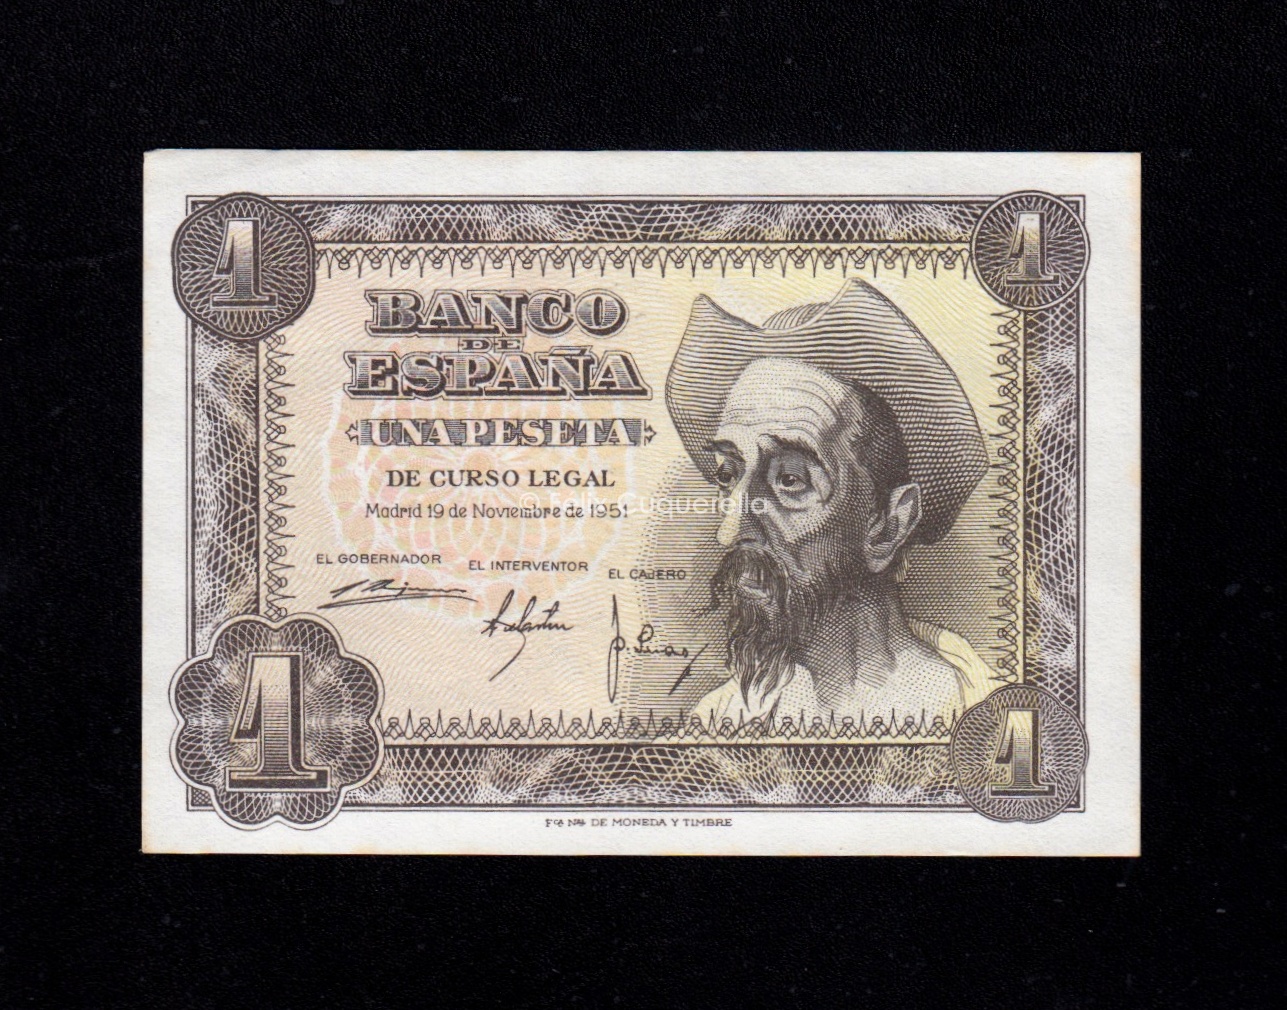 1
1
BANCO
DE
ESPAÑA
UNA PESETA
DE CURSO LEGAL
© Félix Cuquerella
Madrid 19 de Noviembre de 1951
EL GOBERNADOR
EL INTERVENTOR
EL CAJERO
1
1
Fca Nal DE MONEDA Y TIMBRE